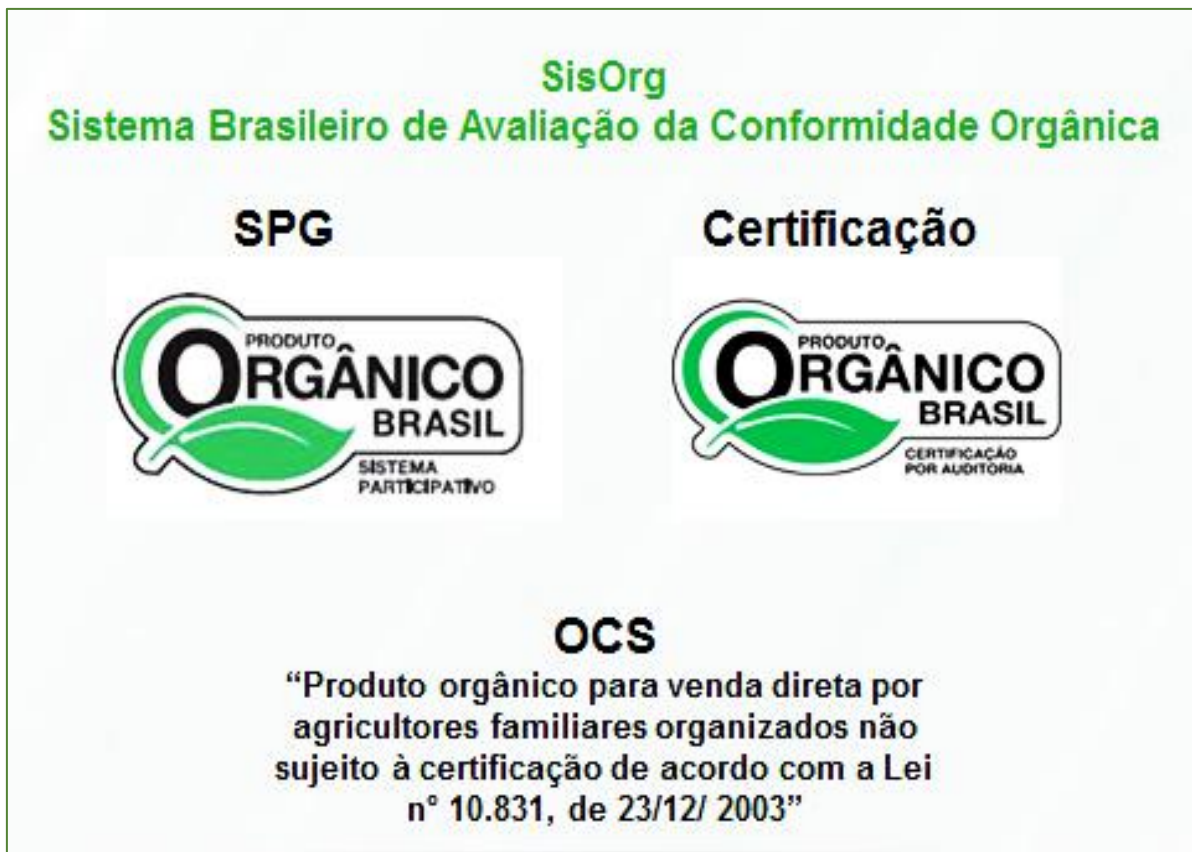 SisOrg
Sistema Brasileiro de Avaliação da Conformidade Orgânica
SPG
Certificação
PRODUTO
ORGÂNICO
BRASIL
SISTEMA
PARTICIPATIVO
PRODUTO
ORGÂNICO
BRASIL
CERTIFICAÇÃO
POR AUDITORIA
OCS
“Produto orgânico para venda direta por
agricultores familiares organizados não
sujeito à certificação de acordo com a Lei
n° 10.831, de 23/12/ 2003”